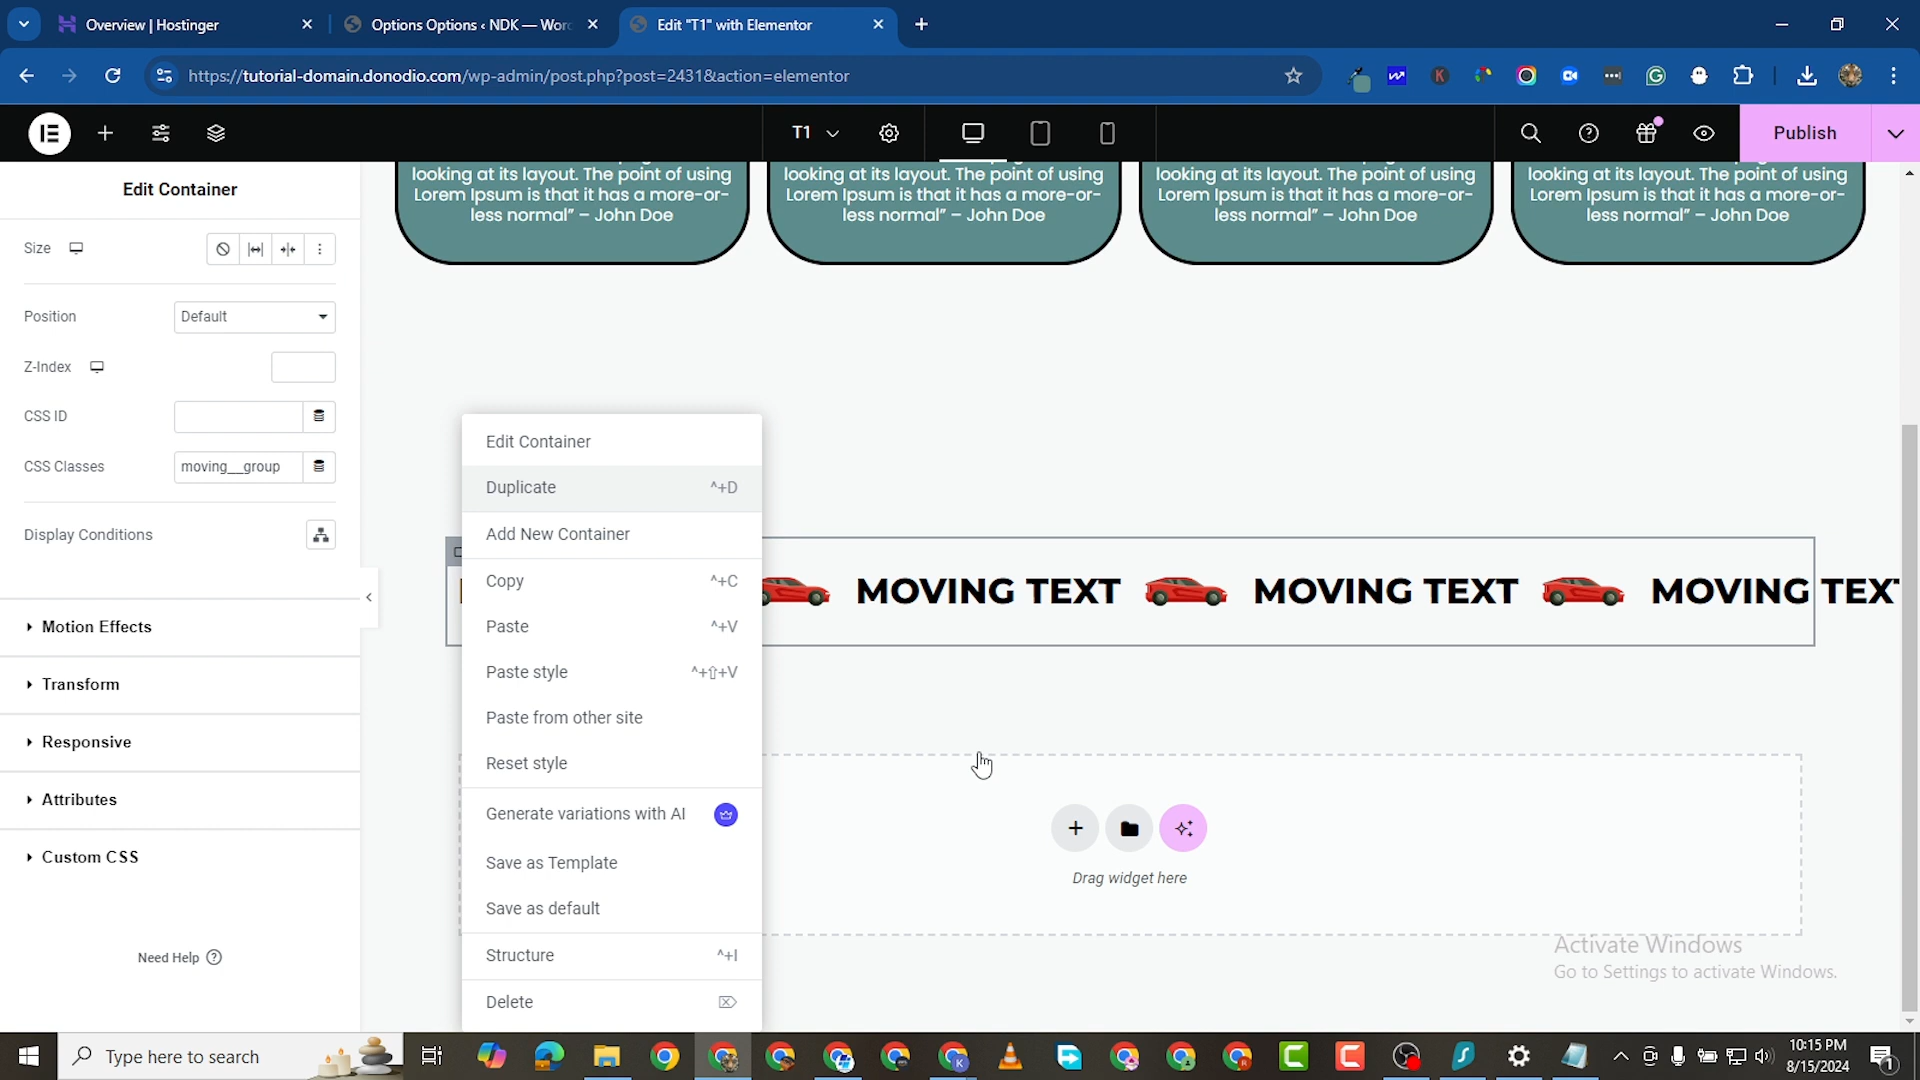 Overview | Hostinger
Options Options ‹ NDK — Wor
Edit "T1" with Elementor
https://tutorial-domain.donodio.com/wp-admin/post.php?post=2431&action=elementor
T1
Publish
Edit Container
Size
Position
Default
Z-Index
CSS ID
CSS Classes
moving__group
Display Conditions
Motion Effects
Transform
Responsive
Attributes
Custom CSS
Need Help
looking at its layout. The point of using
Lorem Ipsum is that it has a more-or-
less normal” – John Doe
looking at its layout. The point of using
Lorem Ipsum is that it has a more-or-
less normal” – John Doe
looking at its layout. The point of using
Lorem Ipsum is that it has a more-or-
less normal” – John Doe
looking at its layout. The point of using
Lorem Ipsum is that it has a more-or-
less normal” – John Doe
Edit Container
Duplicate ^+D
Add New Container
Copy ^+C
Paste ^+V
Paste style ^+⇧+V
Paste from other site
Reset style
Generate variations with AI
Save as Template
Save as default
Structure ^+I
Delete ⌦
MOVING TEXT MOVING TEXT MOVING TEXT
Drag widget here
Activate Windows
Go to Settings to activate Windows.
Type here to search
10:15 PM
8/15/2024
1